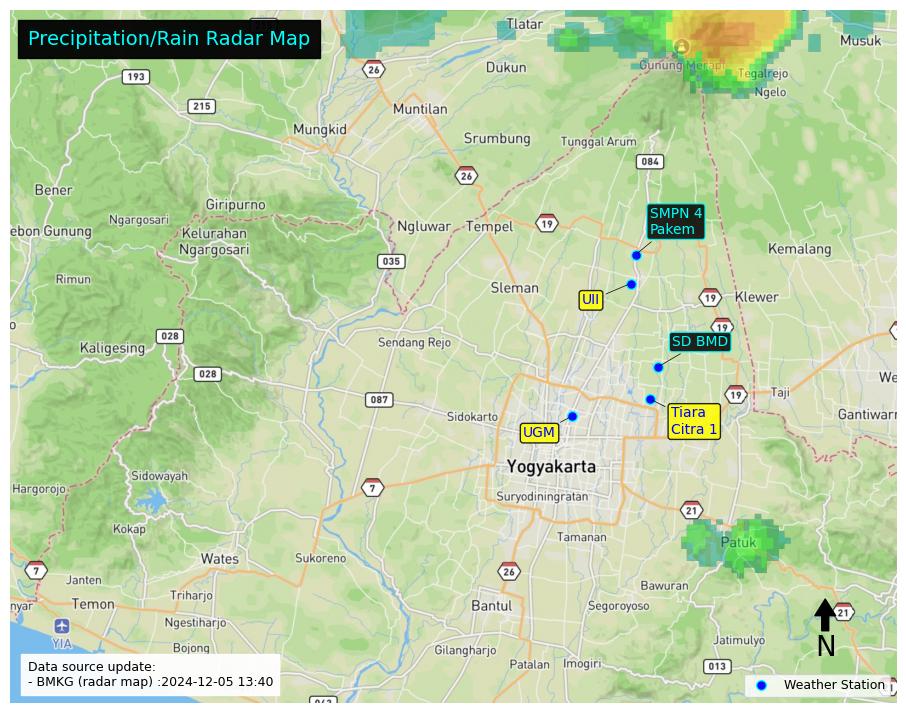 Precipitation/Rain Radar Map
Tlatar
Musuk
26
Dukun
Gunung Merapi
Tegalrejo
193
Ngelo
215
Muntilan
Mungkid
Srumbung
Tunggal Arum
084
26
Bener
Giripurno
Ngargosari
SMPN 4
Pakem
ebon Gunung
Kelurahan
Ngargosari
Ngluwar
Tempel
19
Kemalang
035
Rimun
Sleman
UII
19
Klewer
19
028
Kaligesing
Sendang Rejo
SD BMD
028
We
087
19
Taji
Sidokarto
Tiara
Citra 1
Gantiwarn
UGM
Yogyakarta
Sidowayah
Hargorojo
7
Suryodiningratan
21
Kokap
Tamanan
Patuk
Wates
Sukoreno
7
Janten
26
Bawuran
nyar
Temon
Triharjo
Bantul
Segoroyoso
21
Ngestiharjo
YIA
Bojong
Gilangharjo
Jatimulyo
N
Patalan
Imogiri
013
Data source update:
- BMKG (radar map) :2024-12-05 13:40
Weather Station